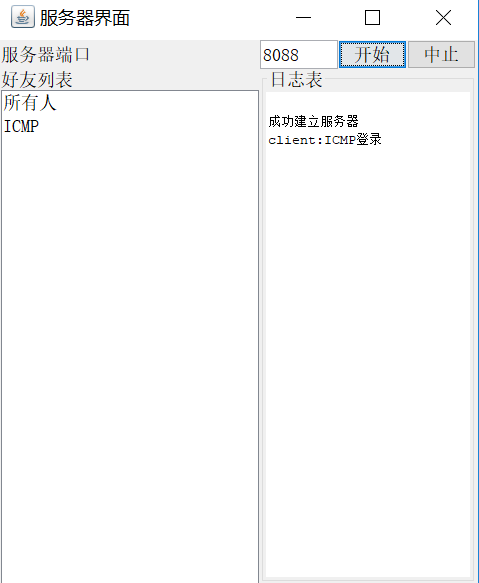 服务器界面
服务器端口 8088 开始 中止
好友列表
所有人
ICMP
日志表
成功建立服务器
client:ICMP登录